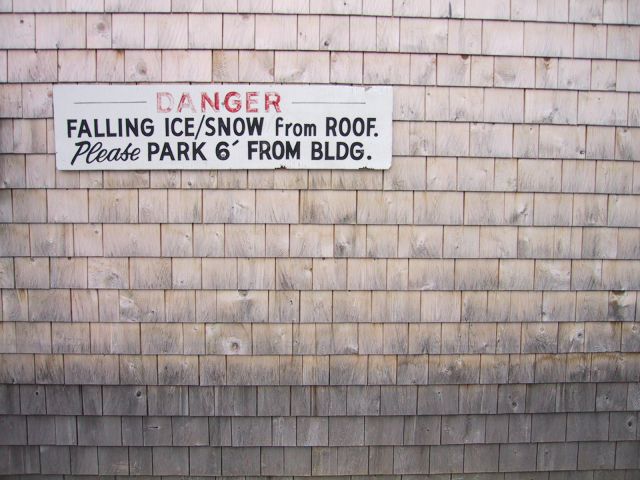 DANGER
FALLING ICE/SNOW from ROOF.
Please PARK 6′ FROM BLDG.